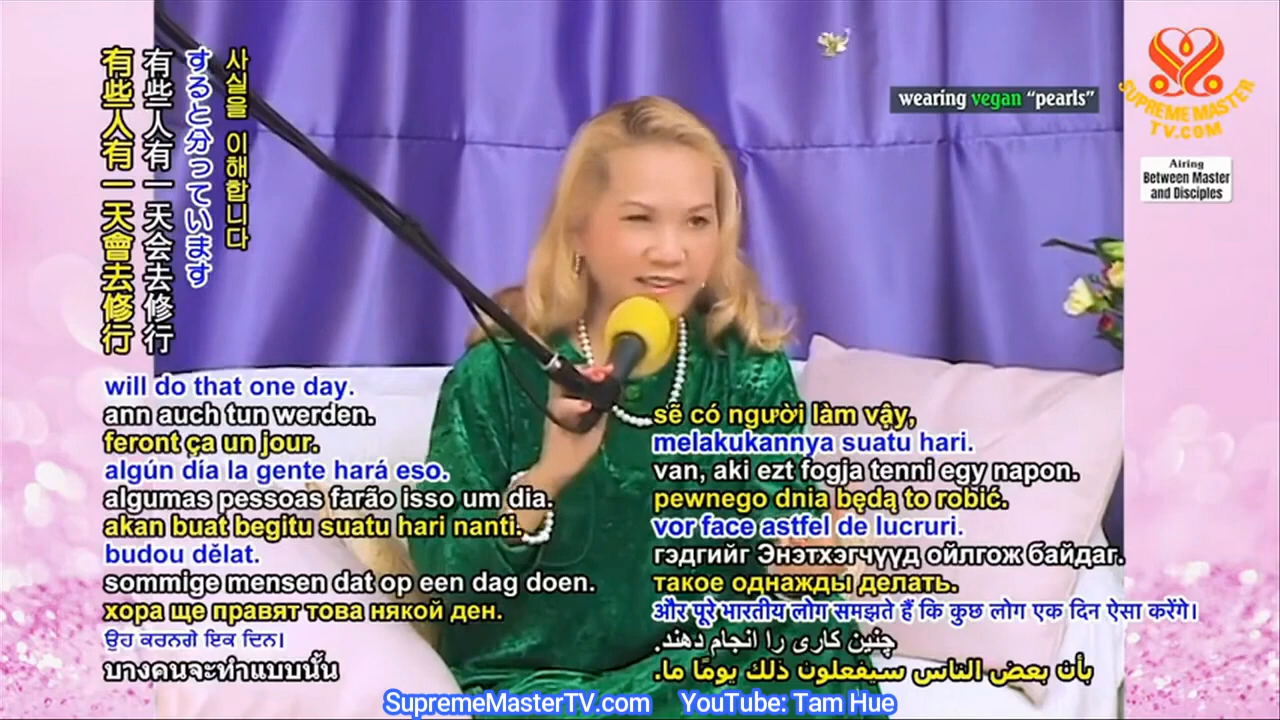 有些人有一天會去修行
有些人有一天会去修行
すると分っています
사실을 이해합니다
wearing vegan “pearls”
SUPREME MASTER
TV.COM
Airing
Between Master
and Disciples
will do that one day.
ann auch tun werden.
feront ça un jour.
algún día la gente hará eso.
algumas pessoas farão isso um dia.
akan buat begitu suatu hari nanti.
budou dělat.
sommige mensen dat op een dag doen.
хора ще правят това някой ден.
ਉਹ ਕਰਨਗੇ ਇਕ ਦਿਨ।
บางคนจะทำแบบนั้น
sẽ có người làm vậy,
melakukannya suatu hari.
van, aki ezt fogja tenni egy napon.
pewnego dnia będą to robić.
vor face astfel de lucruri.
гэдгийг Энэтхэгчүүд ойлгож байдаг.
такое однажды делать.
और पूरे भारतीय लोग समझते हैं कि कुछ लोग एक दिन ऐसा करेंगे।
چنین کاری را انجام دهند.
بأن بعض الناس سيفعلون ذلك يومًا ما.
SupremeMasterTV.com YouTube: Tam Hue